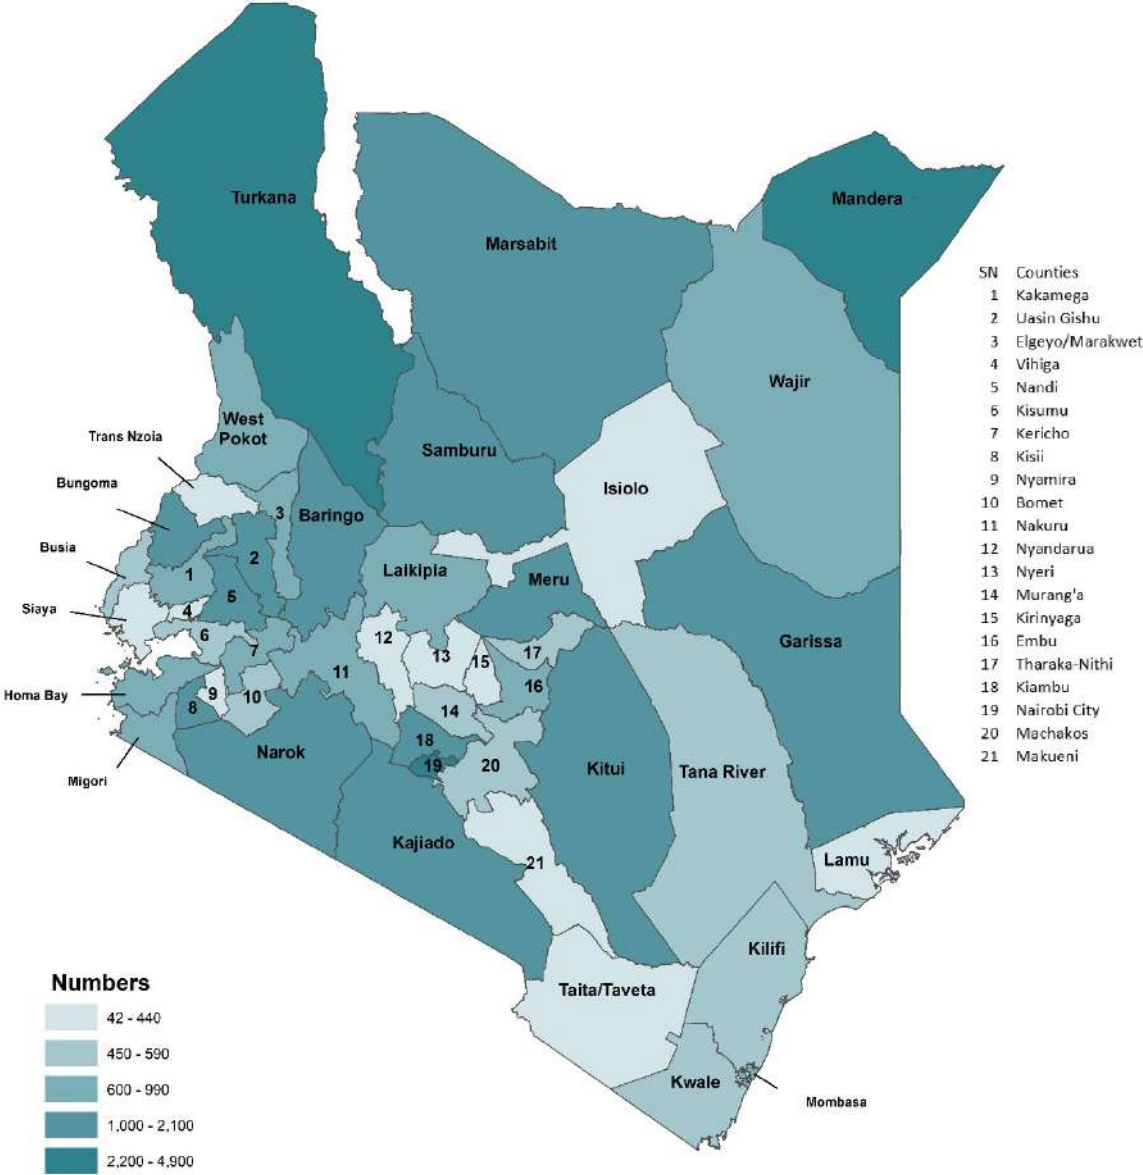 Turkana
Mandera
Marsabit
SN Counties
1 Kakamega
2 Uasin Gishu
3 Elgeyo/Marakwet
4 Vihiga
5 Nandi
6 Kisumu
7 Kericho
8 Kisii
9 Nyamira
10 Bomet
11 Nakuru
12 Nyandarua
13 Nyeri
14 Murang'a
15 Kirinyaga
16 Embu
17 Tharaka-Nithi
18 Kiambu
19 Nairobi City
20 Machakos
21 Makueni
Wajir
West
Pokot
Trans Nzoia
Samburu
Bungoma
Isiolo
3
Baringo
Busia
2
Laikipia
1
Meru
5
Siaya
4
6
12
Garissa
7
13
15
17
11
Homa Bay
9
16
10
8
14
18
Narok
19
20
Kitui
Tana River
Migori
Kajiado
21
Lamu
Kilifi
Taita/Taveta
Kwale
Mombasa
Numbers
42 - 440
450 - 590
600 - 990
1,000 - 2,100
2,200 - 4,900